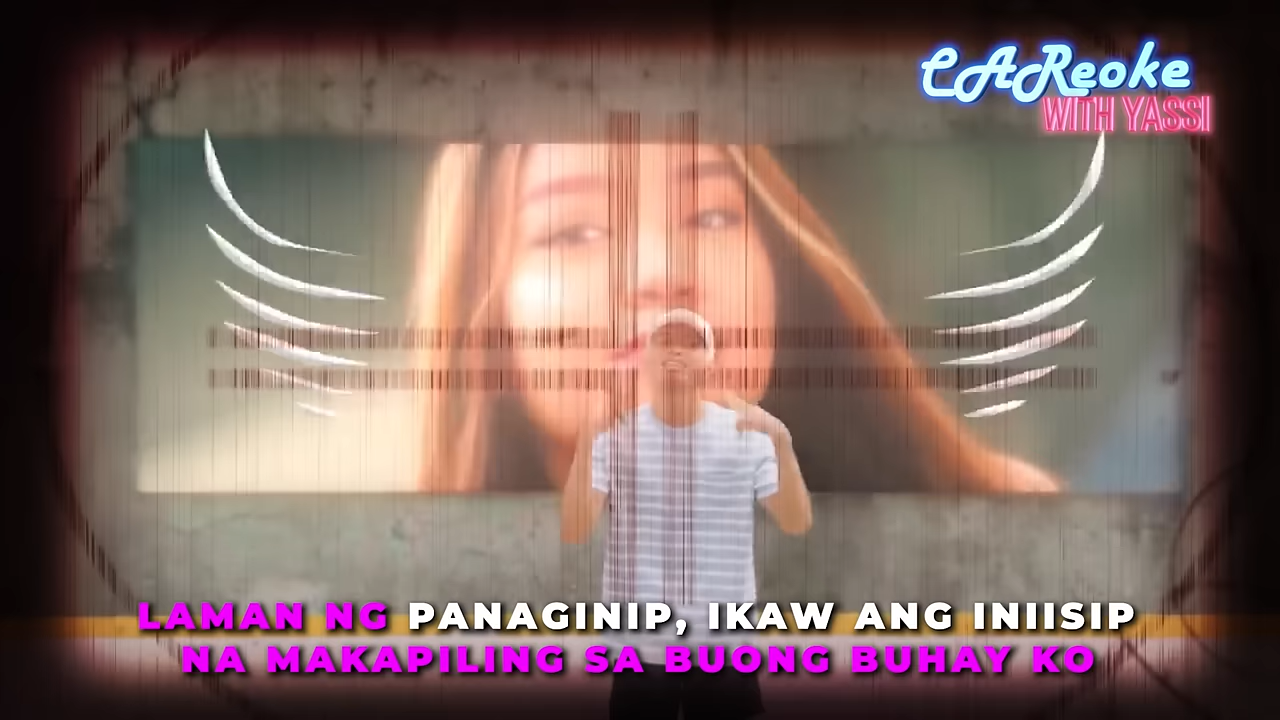 CAReoke
WITH YASSI
LAMAN NG PANAGINIP, IKAW ANG INIISIP
NA MAKAPILING SA BUONG BUHAY KO